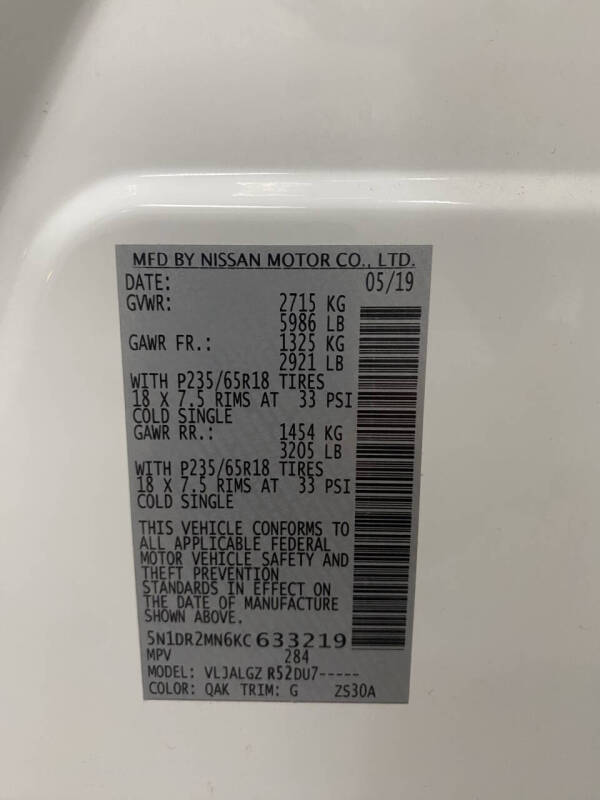 MFD BY NISSAN MOTOR CO., LTD.
DATE: 05/19
GVWR: 2715 KG
5986 LB
GAWR FR.: 1325 KG
2921 LB
WITH P235/65R18 TIRES
18 X 7.5 RIMS AT 33 PSI
COLD SINGLE
GAWR RR.: 1454 KG
3205 LB
WITH P235/65R18 TIRES
18 X 7.5 RIMS AT 33 PSI
COLD SINGLE
THIS VEHICLE CONFORMS TO
ALL APPLICABLE FEDERAL
MOTOR VEHICLE SAFETY AND
THEFT PREVENTION
STANDARDS IN EFFECT ON
THE DATE OF MANUFACTURE
SHOWN ABOVE.
5N1DR2MN6KC633219
MPV 284
MODEL: VLJALGZ R52DU7-----
COLOR: QAK TRIM: G ZS30A